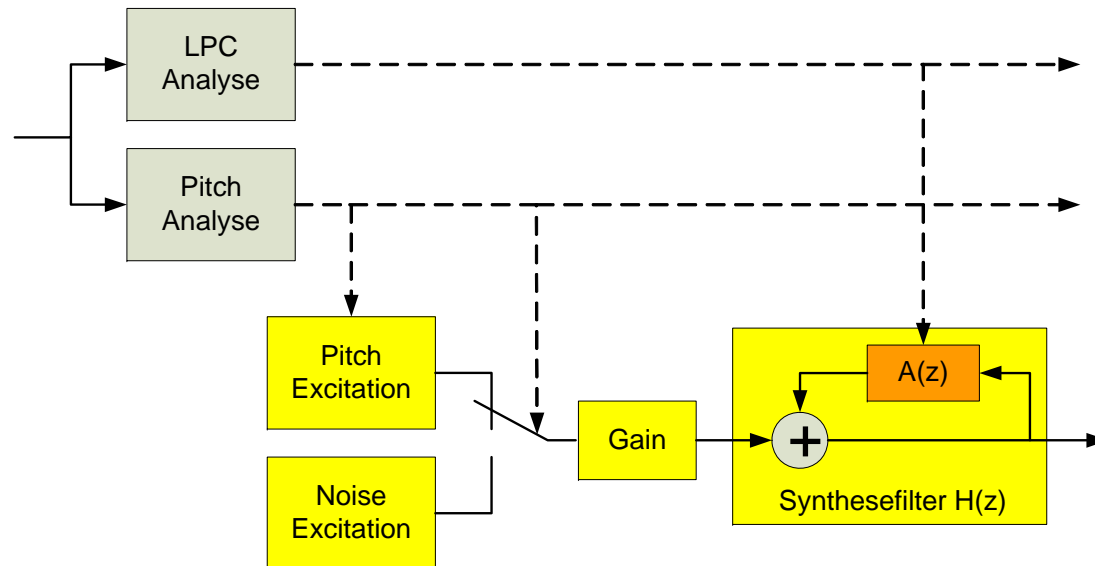 LPC
Analyse
Pitch
Analyse
Pitch
Excitation
Noise
Excitation
Gain
A(z)
+
Synthesefilter H(z)